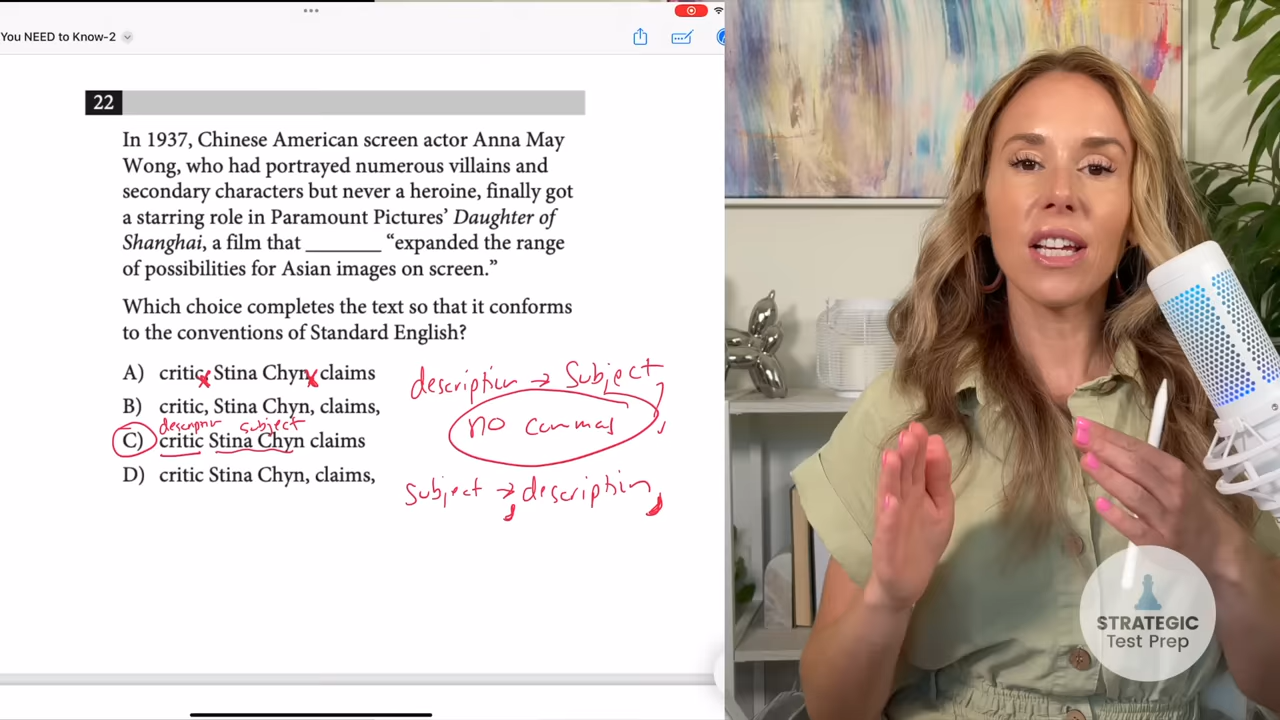 You NEED to Know-2
22
In 1937, Chinese American screen actor Anna May
Wong, who had portrayed numerous villains and
secondary characters but never a heroine, finally got
a starring role in Paramount Pictures’ Daughter of
Shanghai, a film that ________ “expanded the range
of possibilities for Asian images on screen.”
Which choice completes the text so that it conforms
to the conventions of Standard English?
A) critic, Stina Chyn, claims
B) critic, Stina Chyn, claims,
subject
C) critic Stina Chyn claims
D) critic Stina Chyn, claims,
description → Subject
no commas
subject → description
STRATEGIC
Test Prep